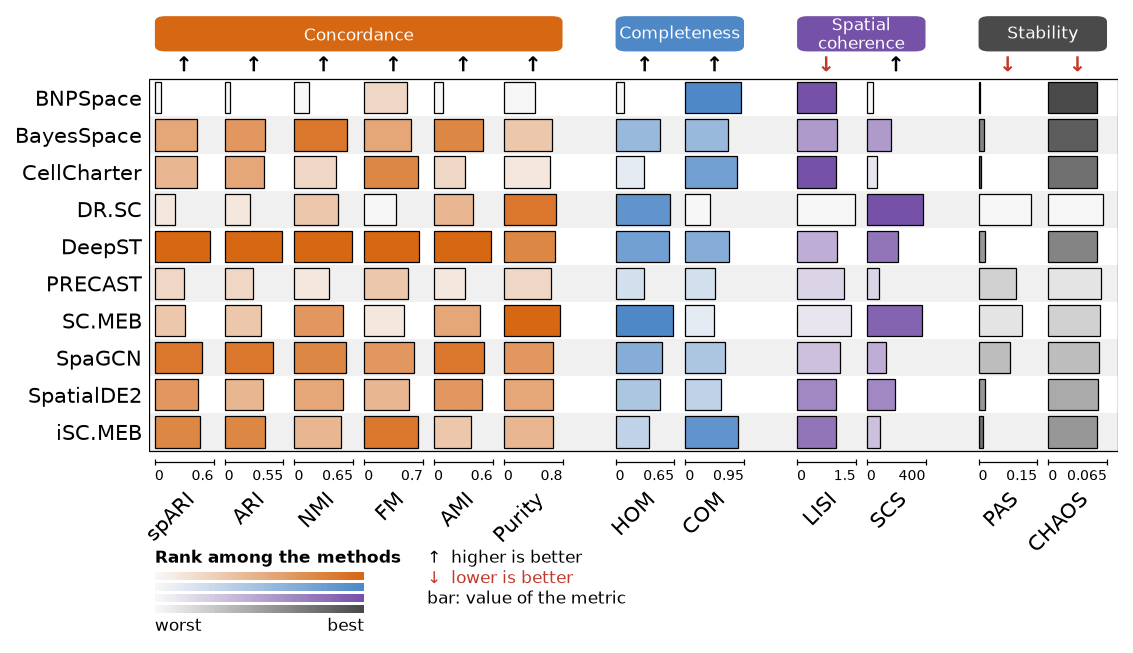 Concordance
Completeness
Spatial
coherence
Stability
↑ ↑ ↑ ↑ ↑ ↑ ↑ ↑ ↓ ↑ ↓ ↓
BNPSpace
BayesSpace
CellCharter
DR.SC
DeepST
PRECAST
SC.MEB
SpaGCN
SpatialDE2
iSC.MEB
0 0.6 0 0.55 0 0.65 0 0.7 0 0.6 0 0.8 0 0.65 0 0.95 0 1.5 0 400 0 0.15 0 0.065
spARI ARI NMI FM AMI Purity HOM COM LISI SCS PAS CHAOS
Rank among the methods
worst best
↑ higher is better
↓ lower is better
bar: value of the metric